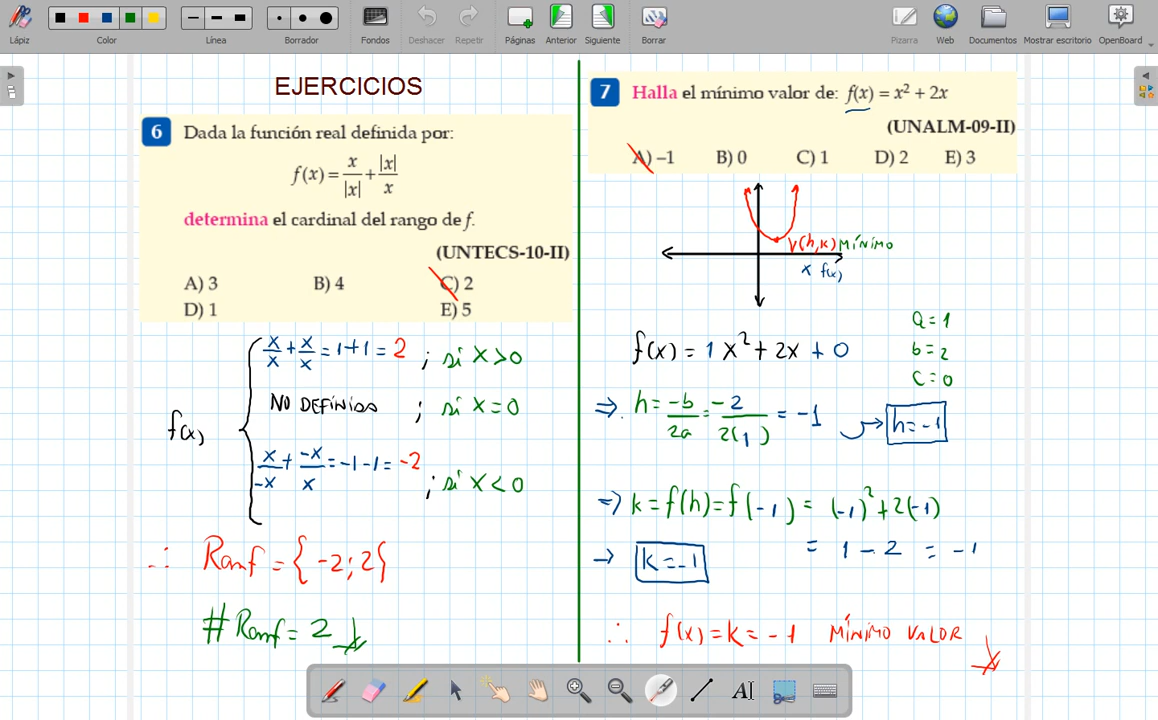 Lápiz Color Línea Borrador Fondos Deshacer Repetir Páginas Anterior Siguiente Borrar Pizarra Web Documentos Mostrar escritorio OpenBoard
EJERCICIOS
6 Dada la función real definida por:
f(x) = x/|x| + |x|/x
determina el cardinal del rango de f.
(UNTECS-10-II)
A) 3 B) 4 C) 2
D) 1 E) 5
f(x)
x/x + x/x = 1+1 = 2 ; si x>0
NO DEFINIDO ; si x=0
x/-x + -x/x = -1-1 = -2 ; si x<0
∴ Ranf = {-2; 2}
# Ranf = 2
7 Halla el mínimo valor de: f(x) = x² + 2x
(UNALM-09-II)
A) –1 B) 0 C) 1 D) 2 E) 3
V(h,k) MÍNIMO
x f(x)
a = 1
b = 2
c = 0
f(x) = 1x² + 2x + 0
⇒ h = -b/2a = -2/2(1) = -1 → h = -1
⇒ k = f(h) = f(-1) = (-1)² + 2(-1)
= 1 - 2 = -1
→ k = -1
∴ f(x) = k = -1 MÍNIMO VALOR